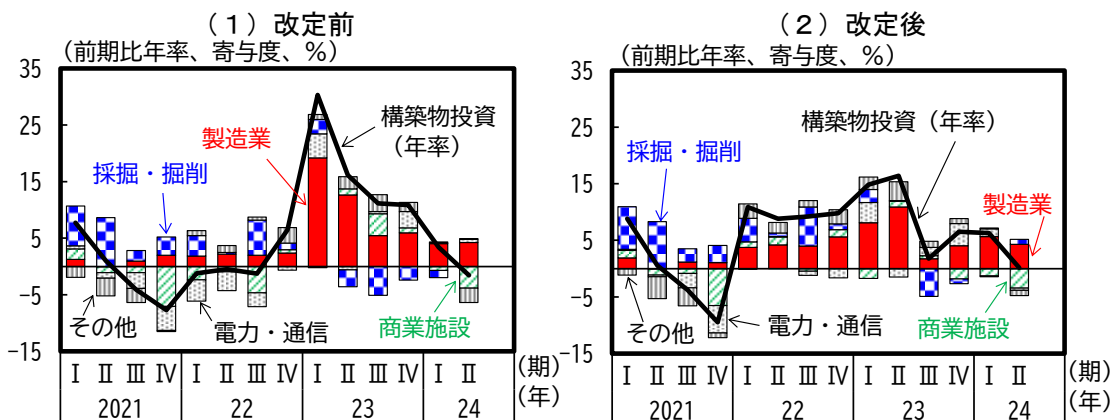 （１）改定前
(前期比年率、寄与度、%)
35
25
15
5
-5
-15
製造業
構築物投資
（年率）
採掘・掘削
その他
電力・通信
商業施設
Ⅰ Ⅱ Ⅲ Ⅳ Ⅰ Ⅱ Ⅲ Ⅳ Ⅰ Ⅱ Ⅲ Ⅳ Ⅰ Ⅱ (期)
2021 22 23 24 (年)
（２）改定後
(前期比年率、寄与度、%)
35
25
15
5
-5
-15
構築物投資（年率）
採掘・掘削
製造業
その他
電力・通信
商業施設
Ⅰ Ⅱ Ⅲ Ⅳ Ⅰ Ⅱ Ⅲ Ⅳ Ⅰ Ⅱ Ⅲ Ⅳ Ⅰ Ⅱ (期)
2021 22 23 24 (年)